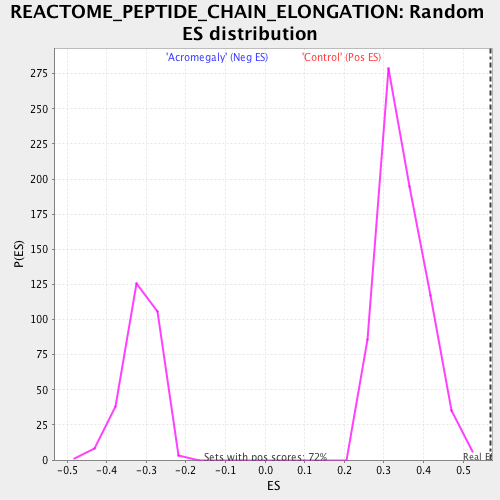 REACTOME_PEPTIDE_CHAIN_ELONGATION: Random
ES distribution
'Acromegaly' (Neg ES) 'Control' (Pos ES)
275
250
225
200
175
150
125
100
75
50
25
0
P(ES)
Sets with pos scores: 72%
Real
-0.5 -0.4 -0.3 -0.2 -0.1 0.0 0.1 0.2 0.3 0.4 0.5
ES